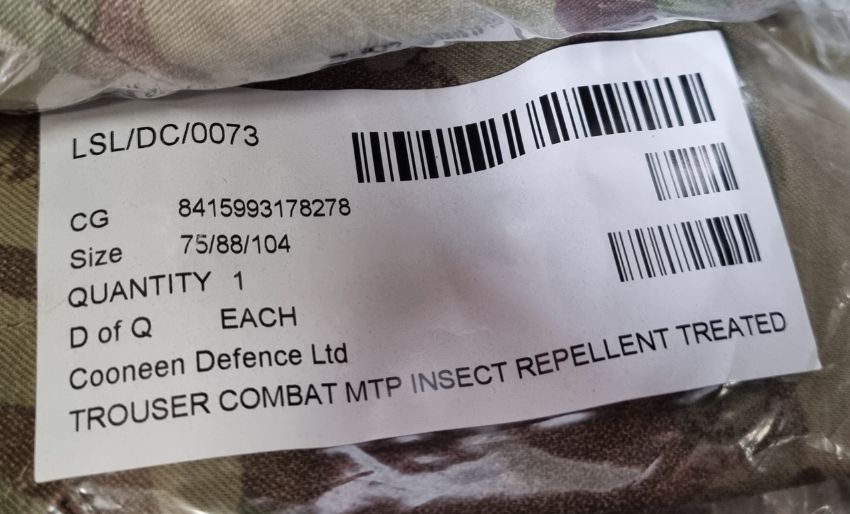 LSL/DC/0073
CG 8415993178278
Size 75/88/104
QUANTITY 1
D of Q EACH
Cooneen Defence Ltd
TROUSER COMBAT MTP INSECT REPELLENT TREATED